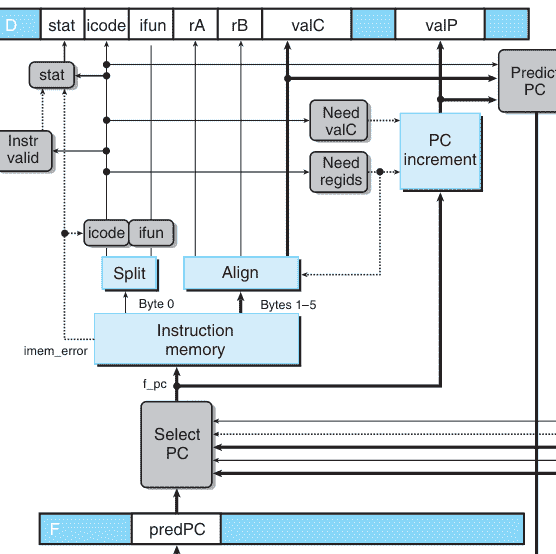 D stat icode ifun rA rB valC valP
stat
Predict
PC
Instr
valid
Need
valC
PC
increment
Need
regids
icode ifun
Split Align
Byte 0 Bytes 1–5
Instruction
memory
imem_error
f_pc
Select
PC
F predPC